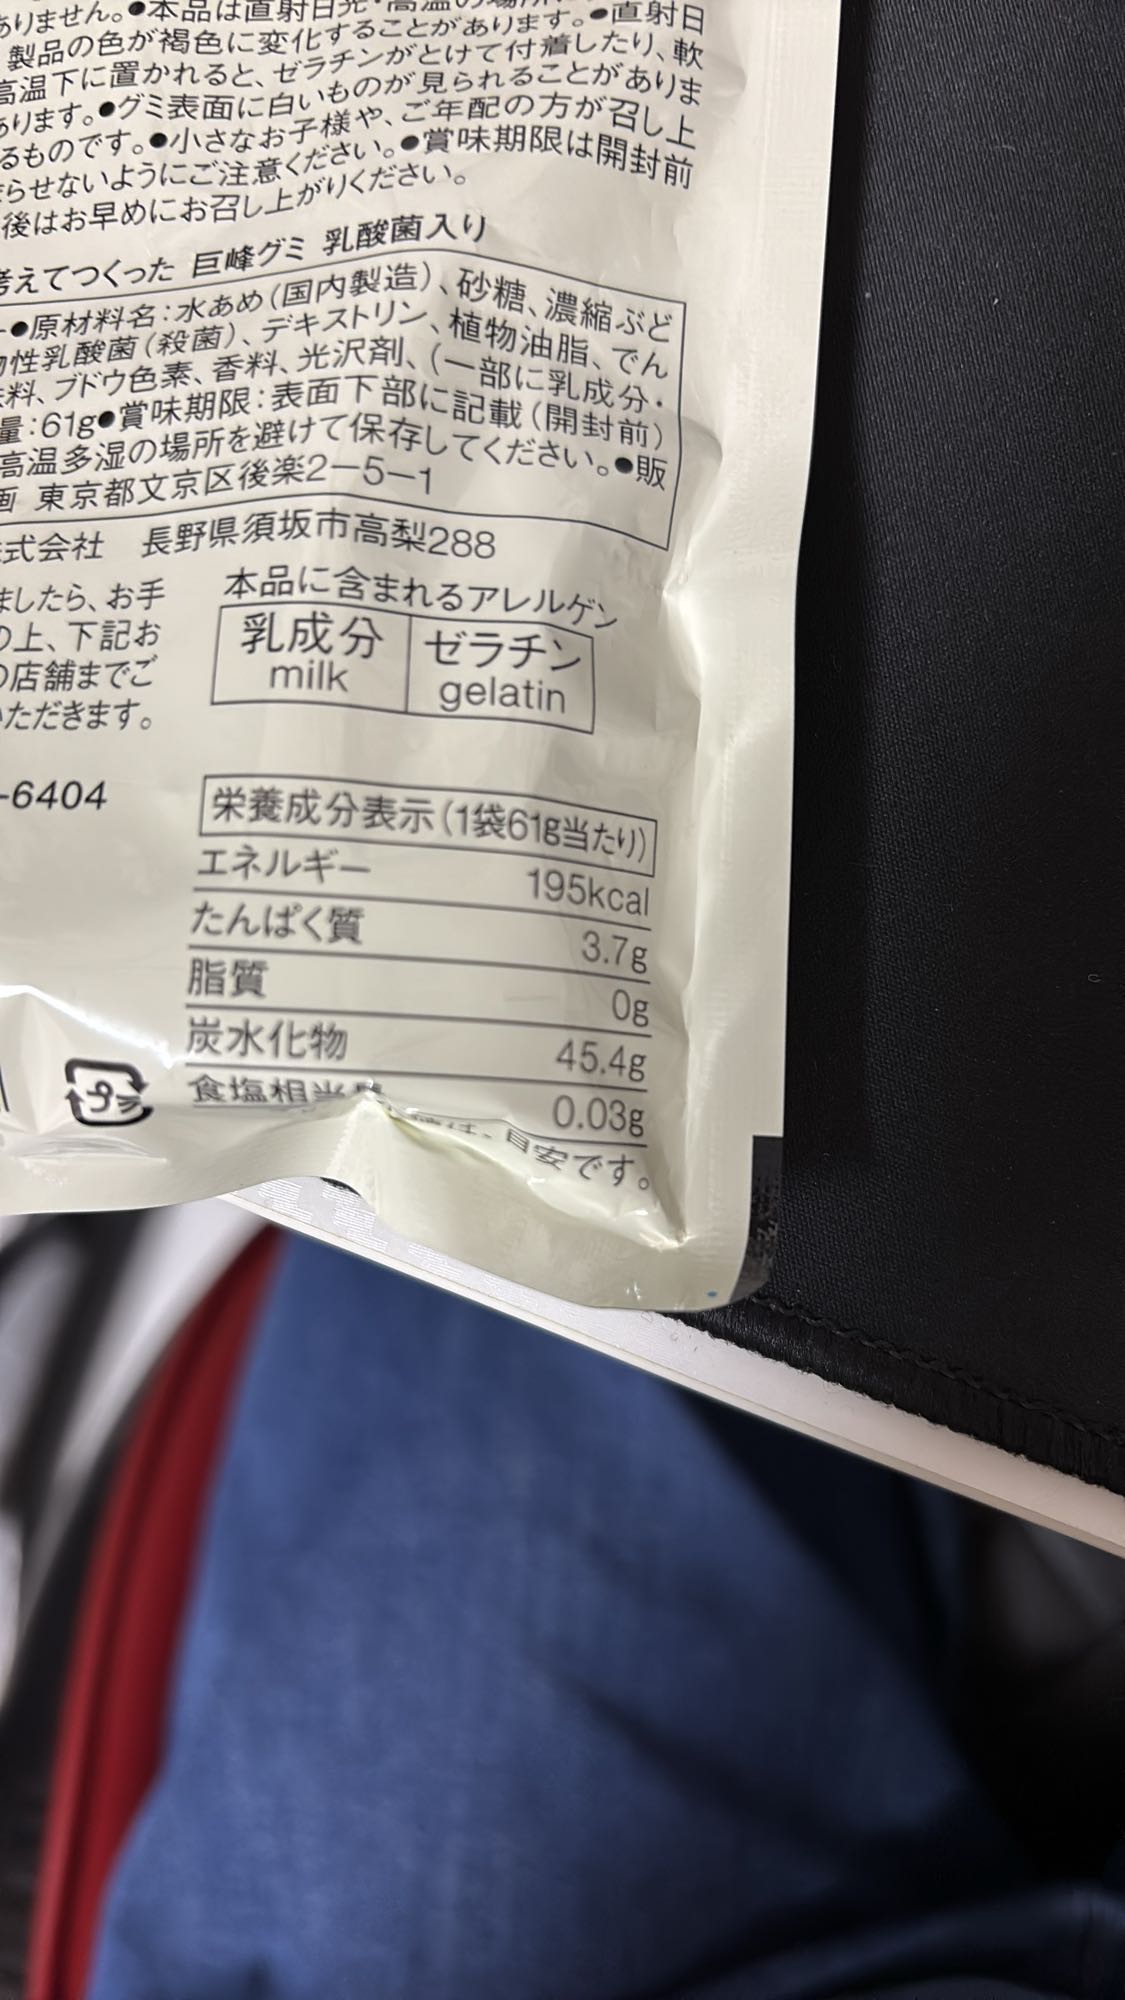 ありません。●本品は直射日光・高温の場所に
●直射日
製品の色が褐色に変化することがあります。
高温下に置かれると、ゼラチンがとけて付着したり、軟
あります。●グミ表面に白いものが見られることがありま
るものです。●小さなお子様や、ご年配の方が召し上
まらせないようにご注意ください。●賞味期限は開封前
後はお早めにお召し上がりください。
考えてつくった 巨峰グミ 乳酸菌入り
ー●原材料名:水あめ(国内製造)、砂糖、濃縮ぶど
物性乳酸菌(殺菌)、デキストリン、植物油脂、でん
料、ブドウ色素、香料、光沢剤、(一部に乳成分・
量:61g●賞味期限:表面下部に記載(開封前)
高温多湿の場所を避けて保存してください。●販
画 東京都文京区後楽2−5−1
式会社 長野県須坂市高梨288
ましたら、お手
の上、下記お
の店舗までご
いただきます。
-6404
本品に含まれるアレルゲン
乳成分 ゼラチン
milk gelatin
栄養成分表示(1袋61g当たり)
エネルギー 195kcal
たんぱく質 3.7g
脂質 0g
炭水化物 45.4g
食塩相当量 0.03g
値は、目安です。
プラ